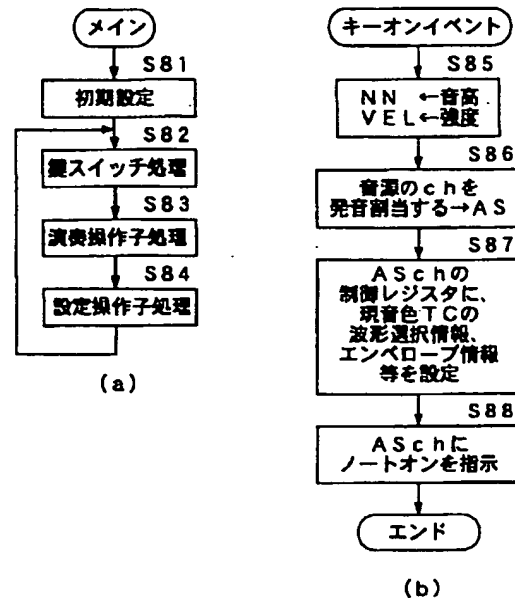 メイン
S81
初期設定
S82
鍵スイッチ処理
S83
演奏操作子処理
S84
設定操作子処理
(a)
キーオンイベント
S85
NN ←音高
VEL←強度
S86
音源のchを
発音割当する→AS
S87
ASchの
制御レジスタに、
現音色TCの
波形選択情報、
エンベロープ情報
等を設定
S88
ASchに
ノートオンを指示
エンド
(b)